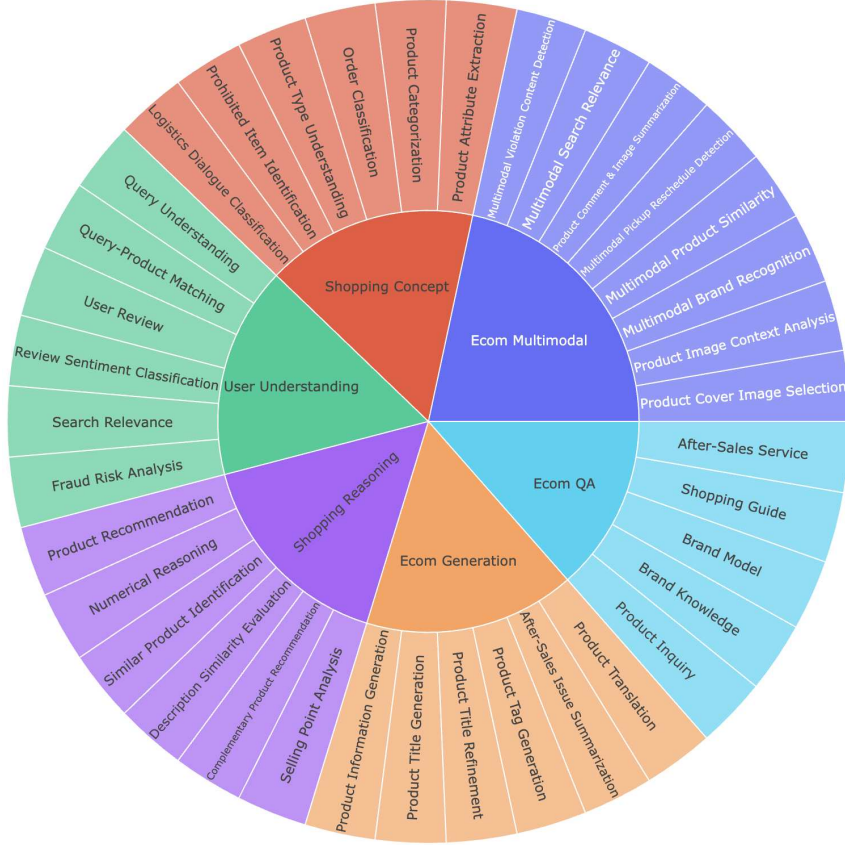 Shopping Concept
Logistics Dialogue Classification
Prohibited Item Identification
Product Type Understanding
Order Classification
Product Categorization
Product Attribute Extraction
Ecom Multimodal
Multimodal Violation Content Detection
Multimodal Search Relevance
Product Comment & Image Summarization
Multimodal Pickup Reschedule Detection
Multimodal Product Similarity
Multimodal Brand Recognition
Product Image Context Analysis
Product Cover Image Selection
Ecom QA
After-Sales Service
Shopping Guide
Brand Model
Brand Knowledge
Product Inquiry
Ecom Generation
Product Translation
After-Sales Issue Summarization
Product Tag Generation
Product Title Refinement
Product Title Generation
Product Information Generation
Shopping Reasoning
Selling Point Analysis
Complementary Product Recommendation
Description Similarity Evaluation
Similar Product Identification
Numerical Reasoning
Product Recommendation
User Understanding
Fraud Risk Analysis
Search Relevance
Review Sentiment Classification
User Review
Query-Product Matching
Query Understanding